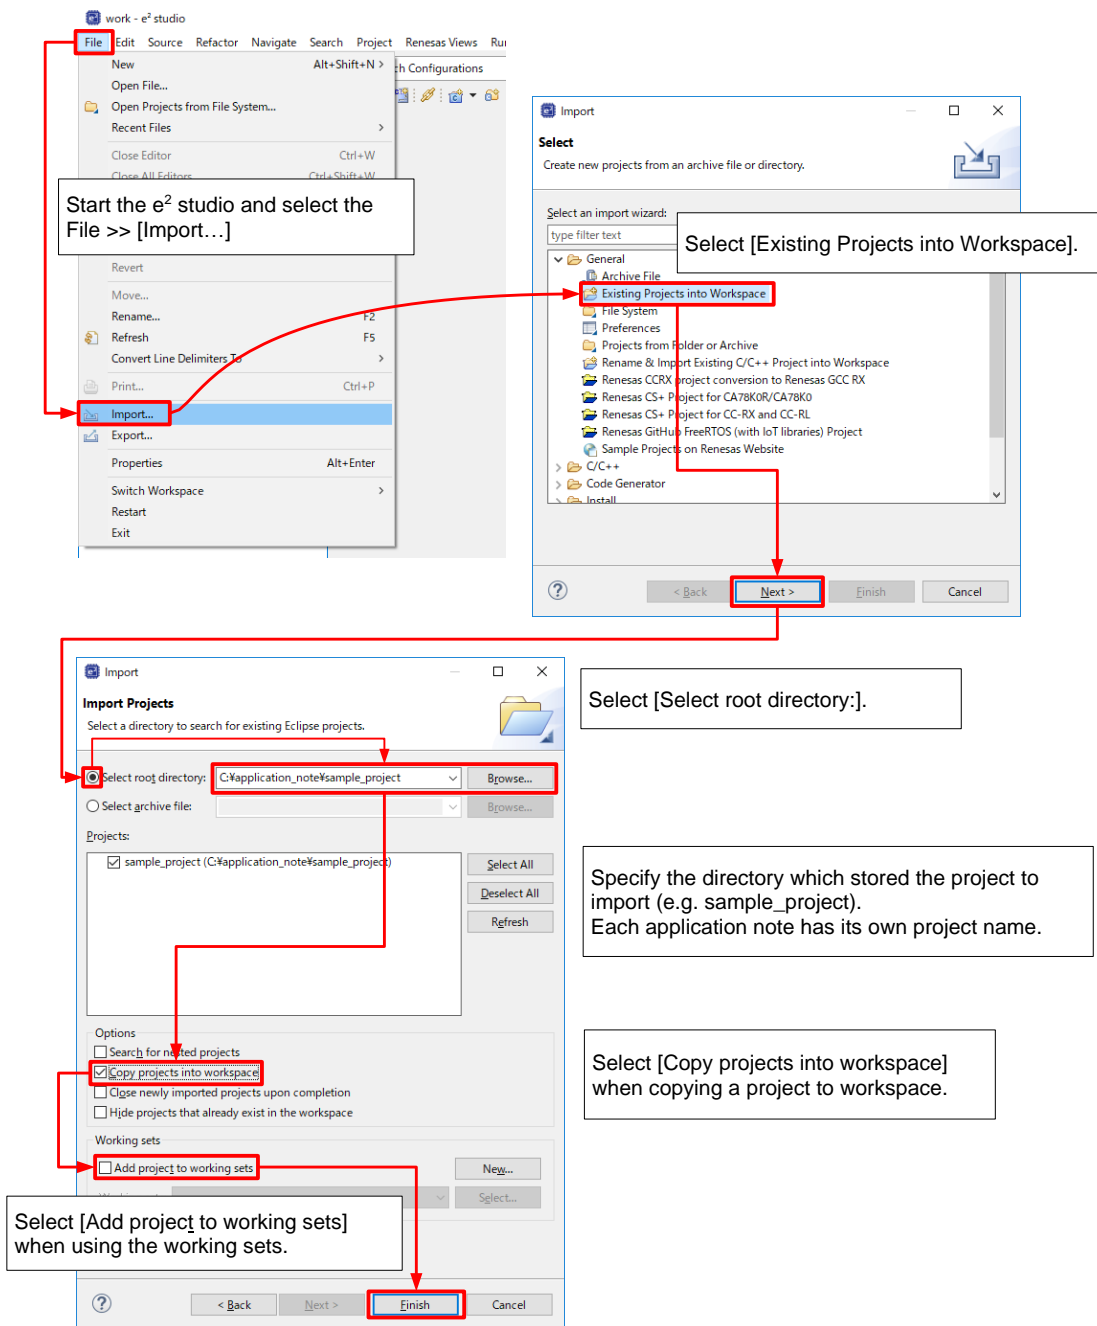 work - e² studio
File Edit Source Refactor Navigate Search Project Renesas Views Ru
New Alt+Shift+N >
ch Configurations
Open File...
Open Projects from File System...
Recent Files >
Close Editor Ctrl+W
Close All Editors Ctrl+Shift+W
Start the e² studio and select the
File >> [Import…]
Revert
Move...
Rename... F2
Refresh F5
Convert Line Delimiters To >
Print... Ctrl+P
Import...
Export...
Properties Alt+Enter
Switch Workspace >
Restart
Exit
Import
Select
Create new projects from an archive file or directory.
Select an import wizard:
type filter text
Select [Existing Projects into Workspace].
General
Archive File
Existing Projects into Workspace
File System
Preferences
Projects from Folder or Archive
Rename & Import Existing C/C++ Project into Workspace
Renesas CCRX project conversion to Renesas GCC RX
Renesas CS+ Project for CA78K0R/CA78K0
Renesas CS+ Project for CC-RX and CC-RL
Renesas GitHub FreeRTOS (with IoT libraries) Project
Sample Projects on Renesas Website
C/C++
Code Generator
Install
< Back Next > Finish Cancel
Import
Import Projects
Select a directory to search for existing Eclipse projects.
Select root directory: C:¥application_note¥sample_project Browse...
Select archive file: Browse...
Projects:
sample_project (C:¥application_note¥sample_project)
Select All
Deselect All
Refresh
Options
Search for nested projects
Copy projects into workspace
Close newly imported projects upon completion
Hide projects that already exist in the workspace
Working sets
Add project to working sets New...
Select...
Select [Add project to working sets]
when using the working sets.
< Back Next > Finish Cancel
Select [Select root directory:].
Specify the directory which stored the project to
import (e.g. sample_project).
Each application note has its own project name.
Select [Copy projects into workspace]
when copying a project to workspace.